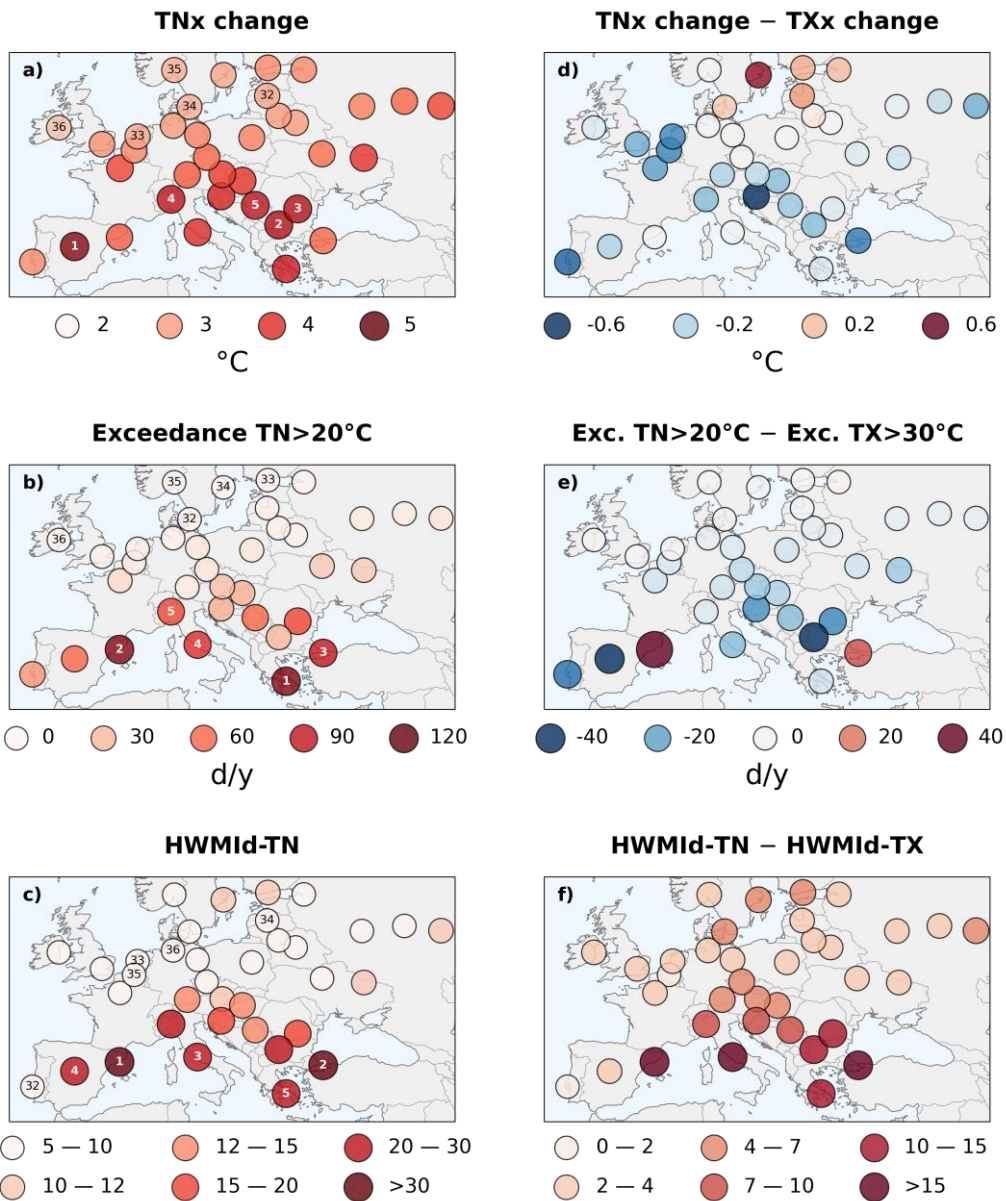 TNx change
TNx change − TXx change
a)
35
34
32
36
33
4
5
3
2
1
d)
2 3 4 5
°C
-0.6 -0.2 0.2 0.6
°C
Exceedance TN>20°C
Exc. TN>20°C − Exc. TX>30°C
b)
35
34
33
32
36
5
4
2
3
1
e)
0 30 60 90 120
d/y
-40 -20 0 20 40
d/y
HWMId-TN
HWMId-TN − HWMId-TX
c)
34
36
33
35
3
1
2
4
32
5
f)
5 — 10 12 — 15 20 — 30
10 — 12 15 — 20 >30
0 — 2 4 — 7 10 — 15
2 — 4 7 — 10 >15